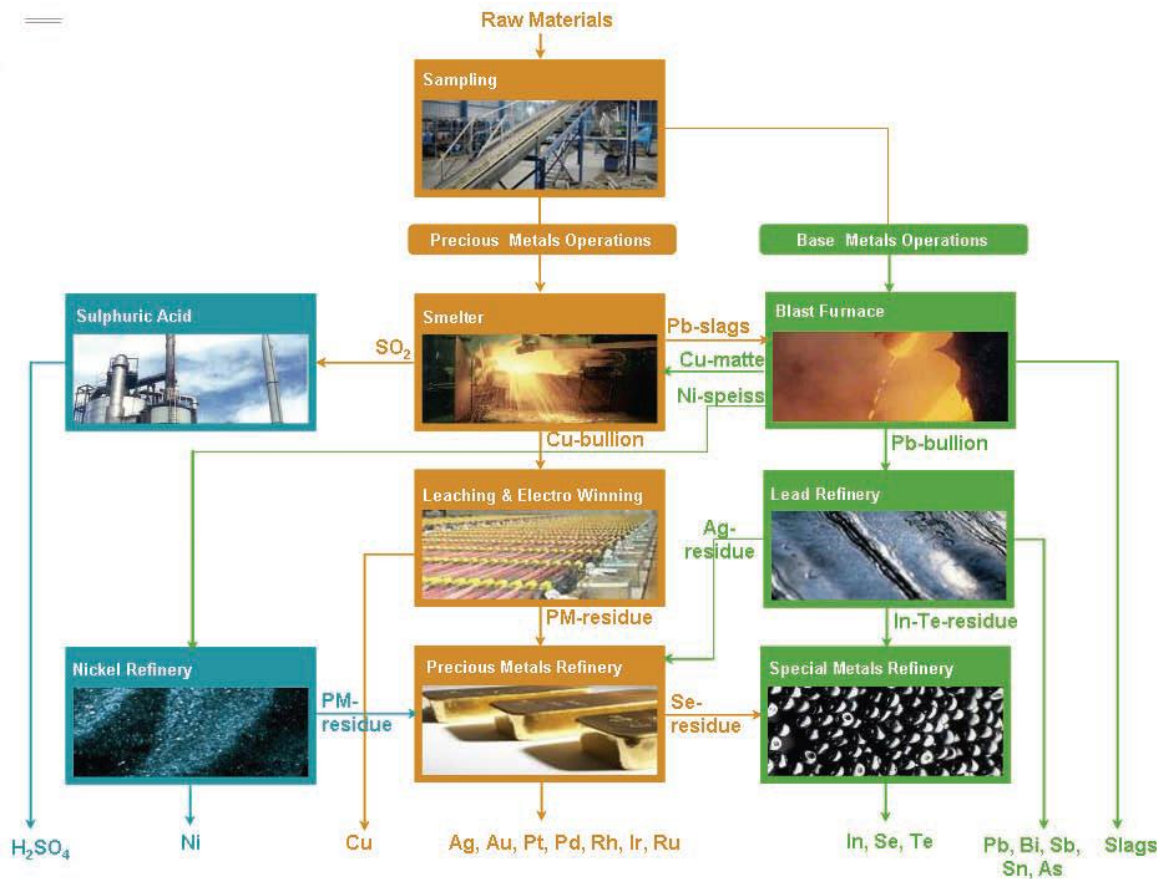 Raw Materials
Sampling
Precious Metals Operations
Base Metals Operations
Sulphuric Acid
Smelter
Blast Furnace
SO₂
Pb-slags
Cu-matte
Ni-speiss
Cu-bullion
Pb-bullion
Leaching & Electro Winning
Lead Refinery
Ag-
residue
PM-residue
In-Te-residue
Nickel Refinery
Precious Metals Refinery
Special Metals Refinery
PM-
residue
Se-
residue
H₂SO₄
Ni
Cu
Ag, Au, Pt, Pd, Rh, Ir, Ru
In, Se, Te
Pb, Bi, Sb,
Sn, As
Slags